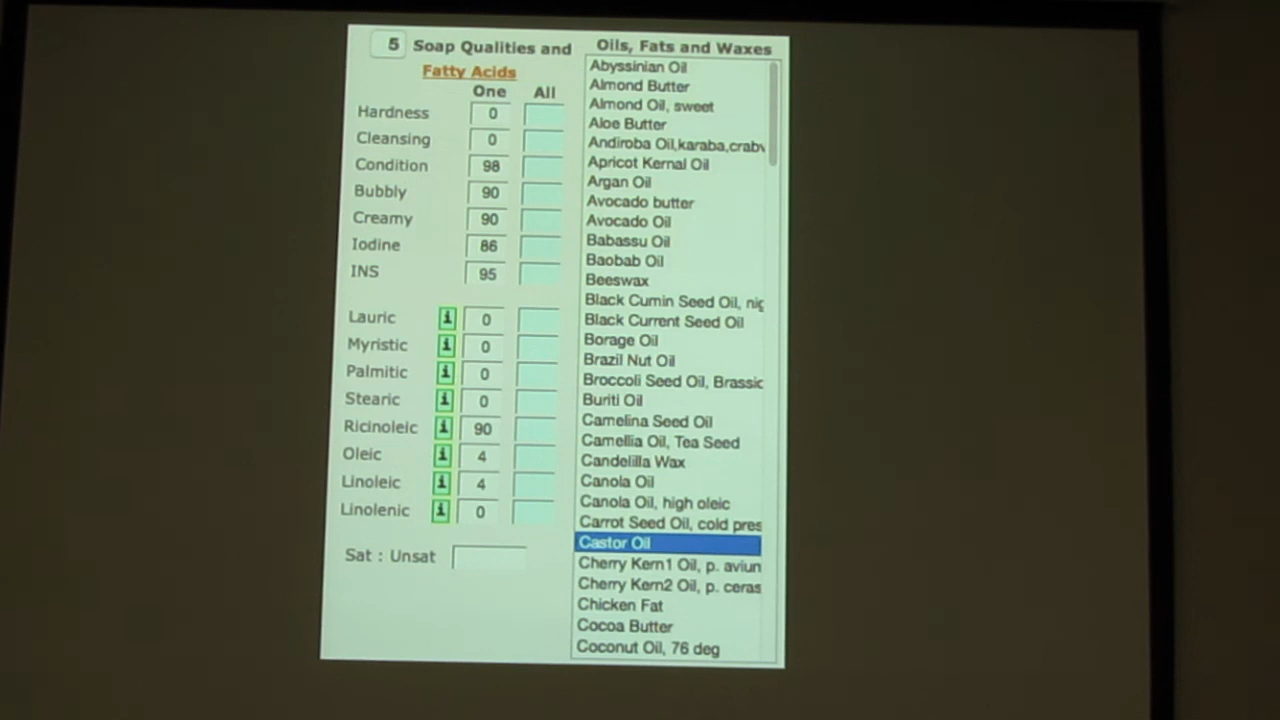 5 Soap Qualities and
Fatty Acids
One All
Hardness 0
Cleansing 0
Condition 98
Bubbly 90
Creamy 90
Iodine 86
INS 95
Lauric i 0
Myristic i 0
Palmitic i 0
Stearic i 0
Ricinoleic i 90
Oleic i 4
Linoleic i 4
Linolenic i 0
Sat : Unsat
Oils, Fats and Waxes
Abyssinian Oil
Almond Butter
Almond Oil, sweet
Aloe Butter
Andiroba Oil,karaba,crabw
Apricot Kernal Oil
Argan Oil
Avocado butter
Avocado Oil
Babassu Oil
Baobab Oil
Beeswax
Black Cumin Seed Oil, nig
Black Current Seed Oil
Borage Oil
Brazil Nut Oil
Broccoli Seed Oil, Brassic
Buriti Oil
Camelina Seed Oil
Camellia Oil, Tea Seed
Candelilla Wax
Canola Oil
Canola Oil, high oleic
Carrot Seed Oil, cold pres
Castor Oil
Cherry Kern1 Oil, p. avium
Cherry Kern2 Oil, p. ceras
Chicken Fat
Cocoa Butter
Coconut Oil, 76 deg